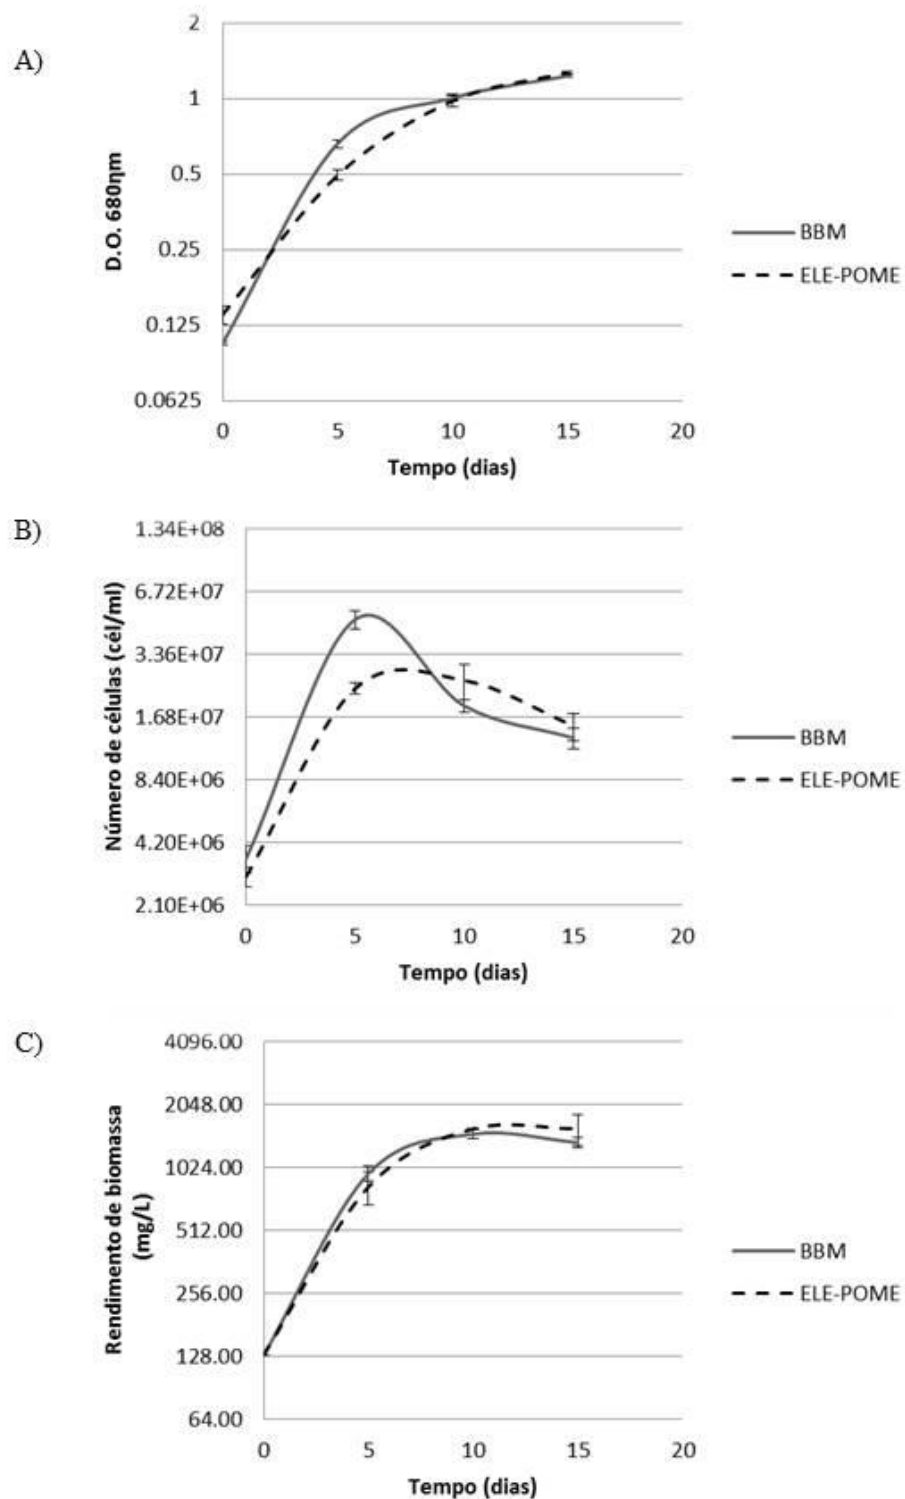 A)
2
1
0.5
0.25
0.125
0.0625
D.O. 680ηm
0 5 10 15 20
Tempo (dias)
BBM
ELE-POME
B)
1.34E+08
6.72E+07
3.36E+07
1.68E+07
8.40E+06
4.20E+06
2.10E+06
Número de células (cél/ml)
0 5 10 15 20
Tempo (dias)
BBM
ELE-POME
C)
4096.00
2048.00
1024.00
512.00
256.00
128.00
64.00
Rendimento de biomassa
(mg/L)
0 5 10 15 20
Tempo (dias)
BBM
ELE-POME